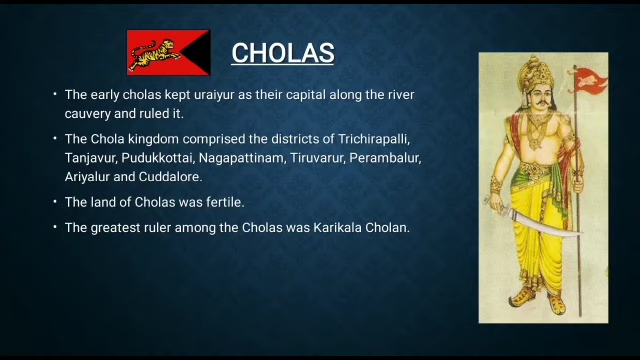 CHOLAS
• The early cholas kept uraiyur as their capital along the river
cauvery and ruled it.
• The Chola kingdom comprised the districts of Trichirapalli,
Tanjavur, Pudukkottai, Nagapattinam, Tiruvarur, Perambalur,
Ariyalur and Cuddalore.
• The land of Cholas was fertile.
• The greatest ruler among the Cholas was Karikala Cholan.